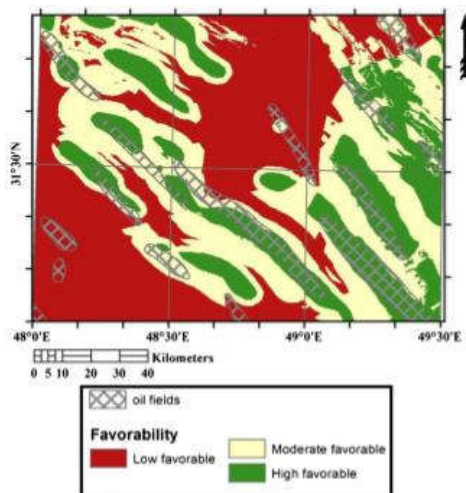 31°30'N
48°0'E
48°30'E
49°0'E
49°30'E
Kilometers
0 5 10 20 30 40
oil fields
Favorability
Low favorable
Moderate favorable
High favorable